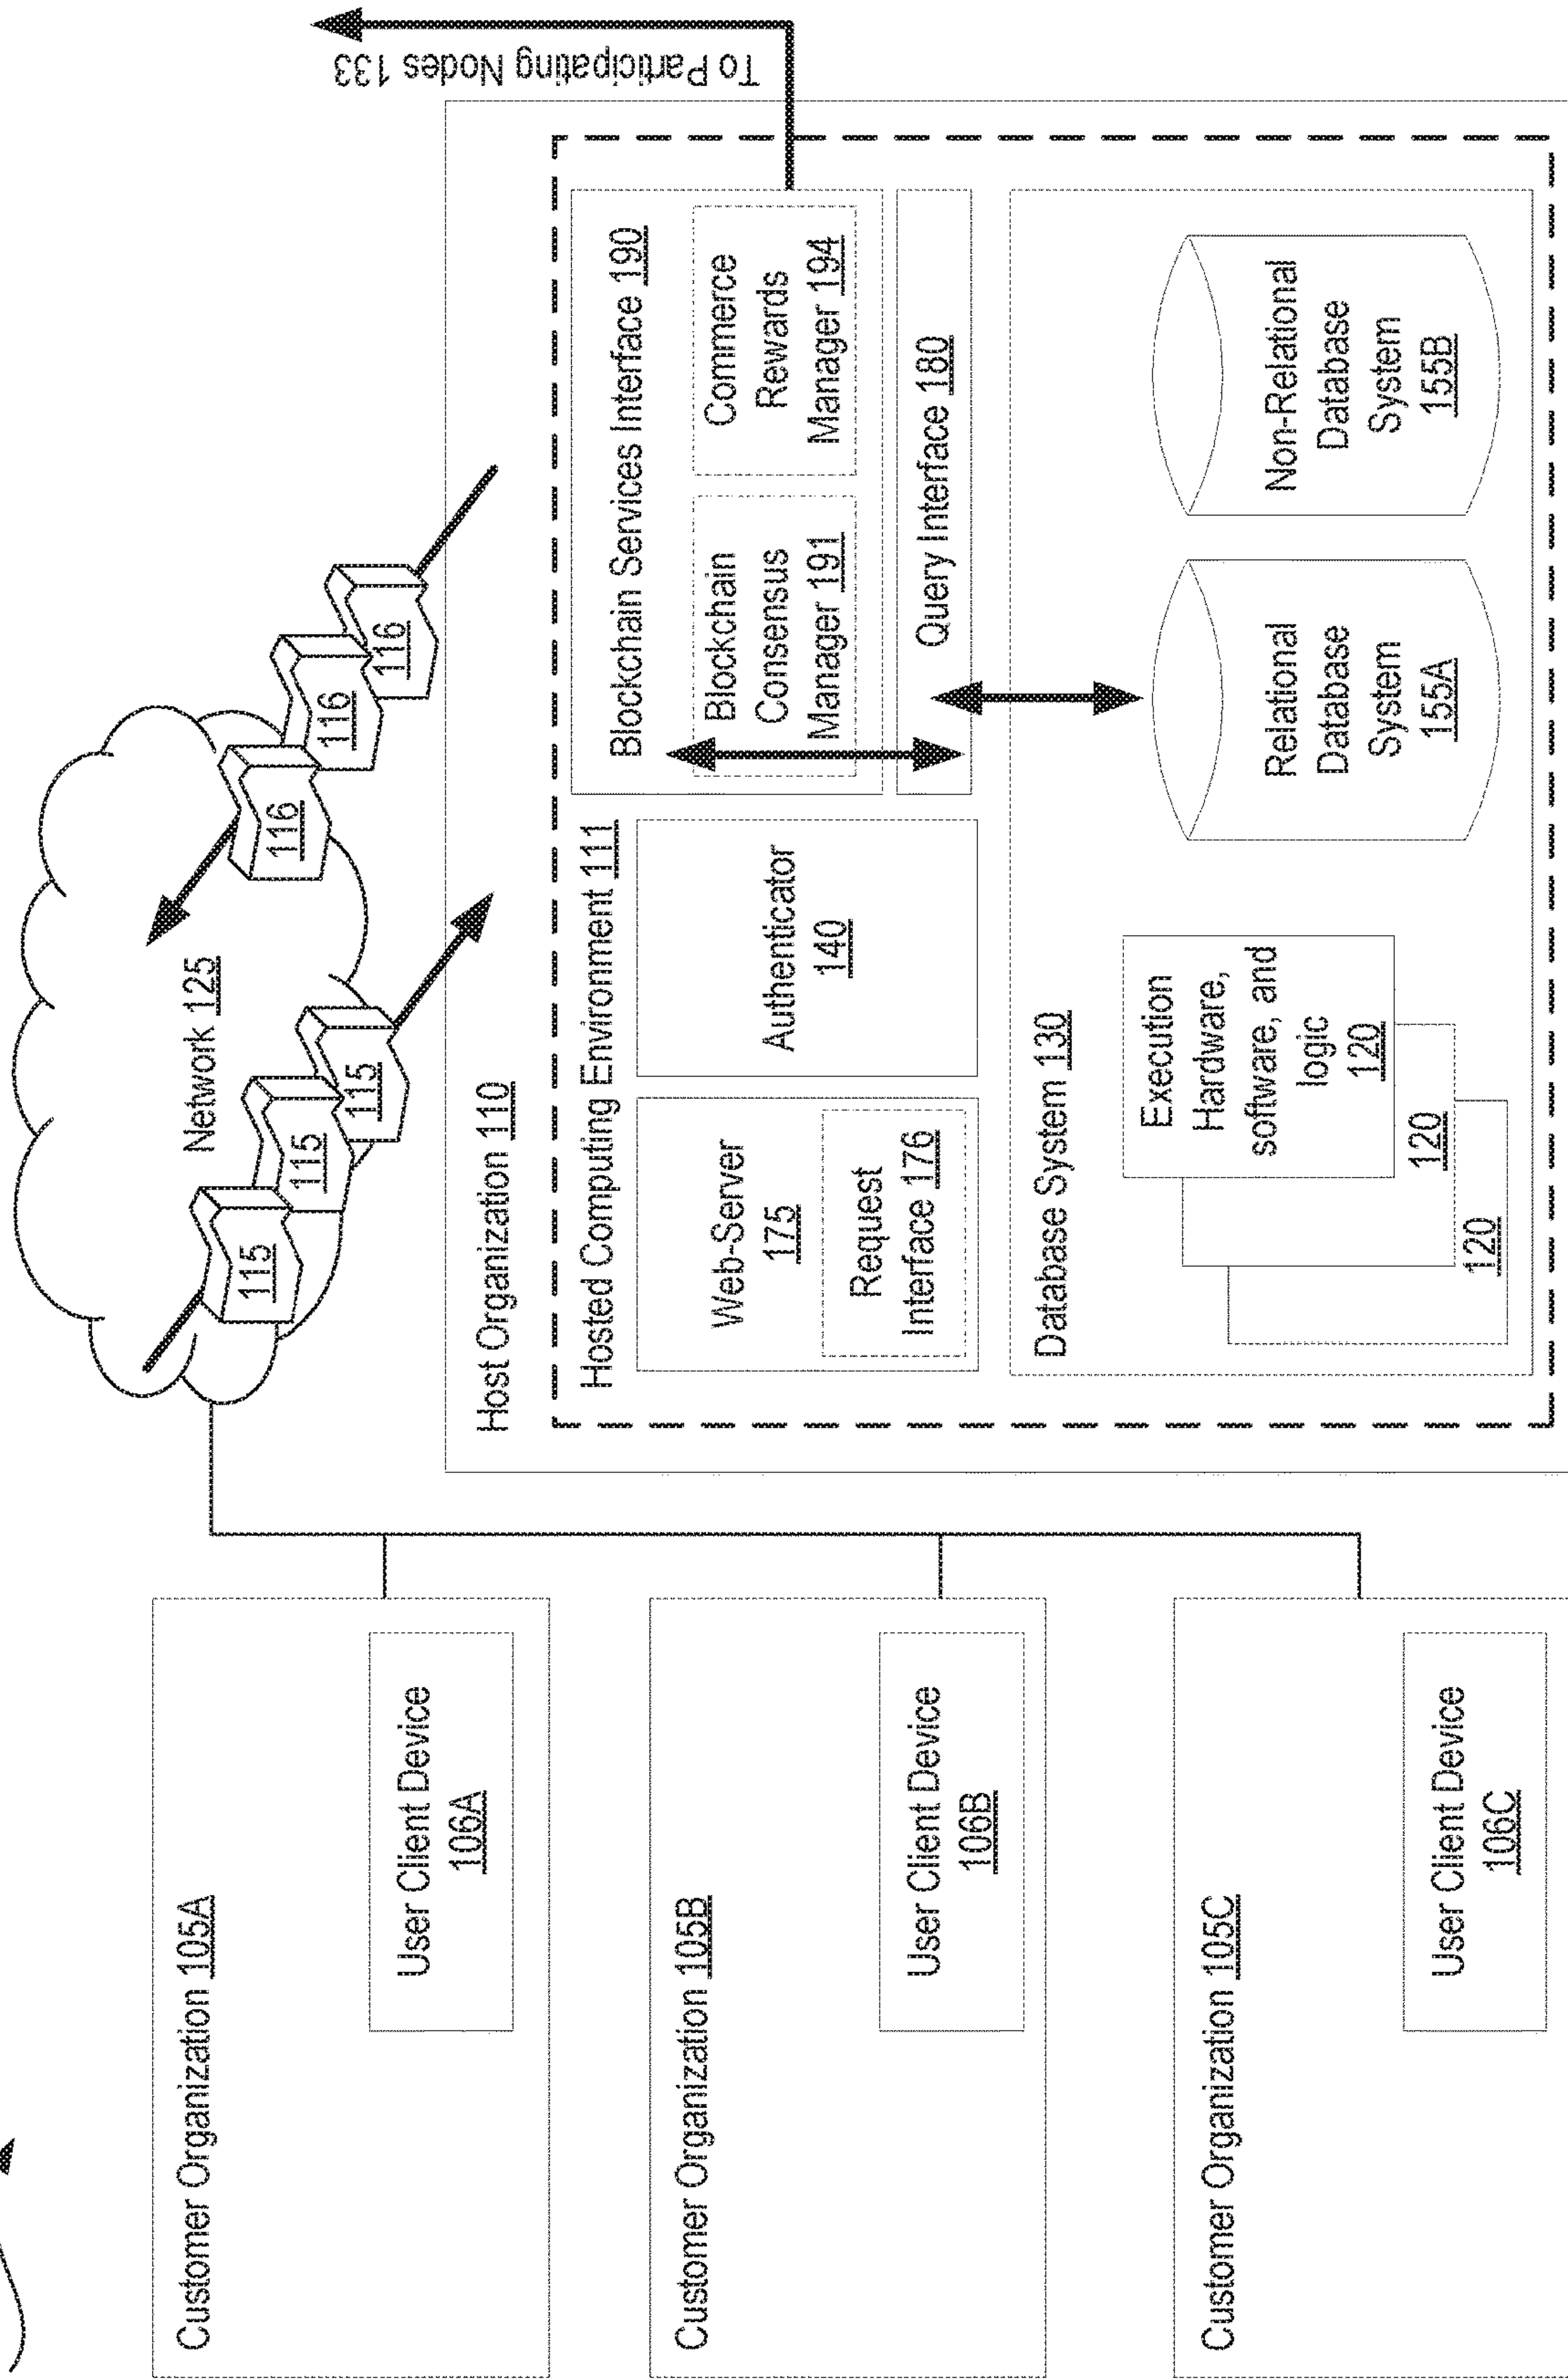 Customer Organization 105A
User Client Device
106A
Customer Organization 105B
User Client Device
106B
Customer Organization 105C
User Client Device
106C
Network 125
115
115
115
116
116
116
To Participating Nodes 133
Host Organization 110
Hosted Computing Environment 111
Web-Server
175
Request
Interface 176
Authenticator
140
Blockchain Services Interface 190
Blockchain
Consensus
Manager 191
Commerce
Rewards
Manager 194
Query Interface 180
Database System 130
Execution
Hardware,
software, and
logic
120
120
120
Relational
Database
System
155A
Non-Relational
Database
System
155B